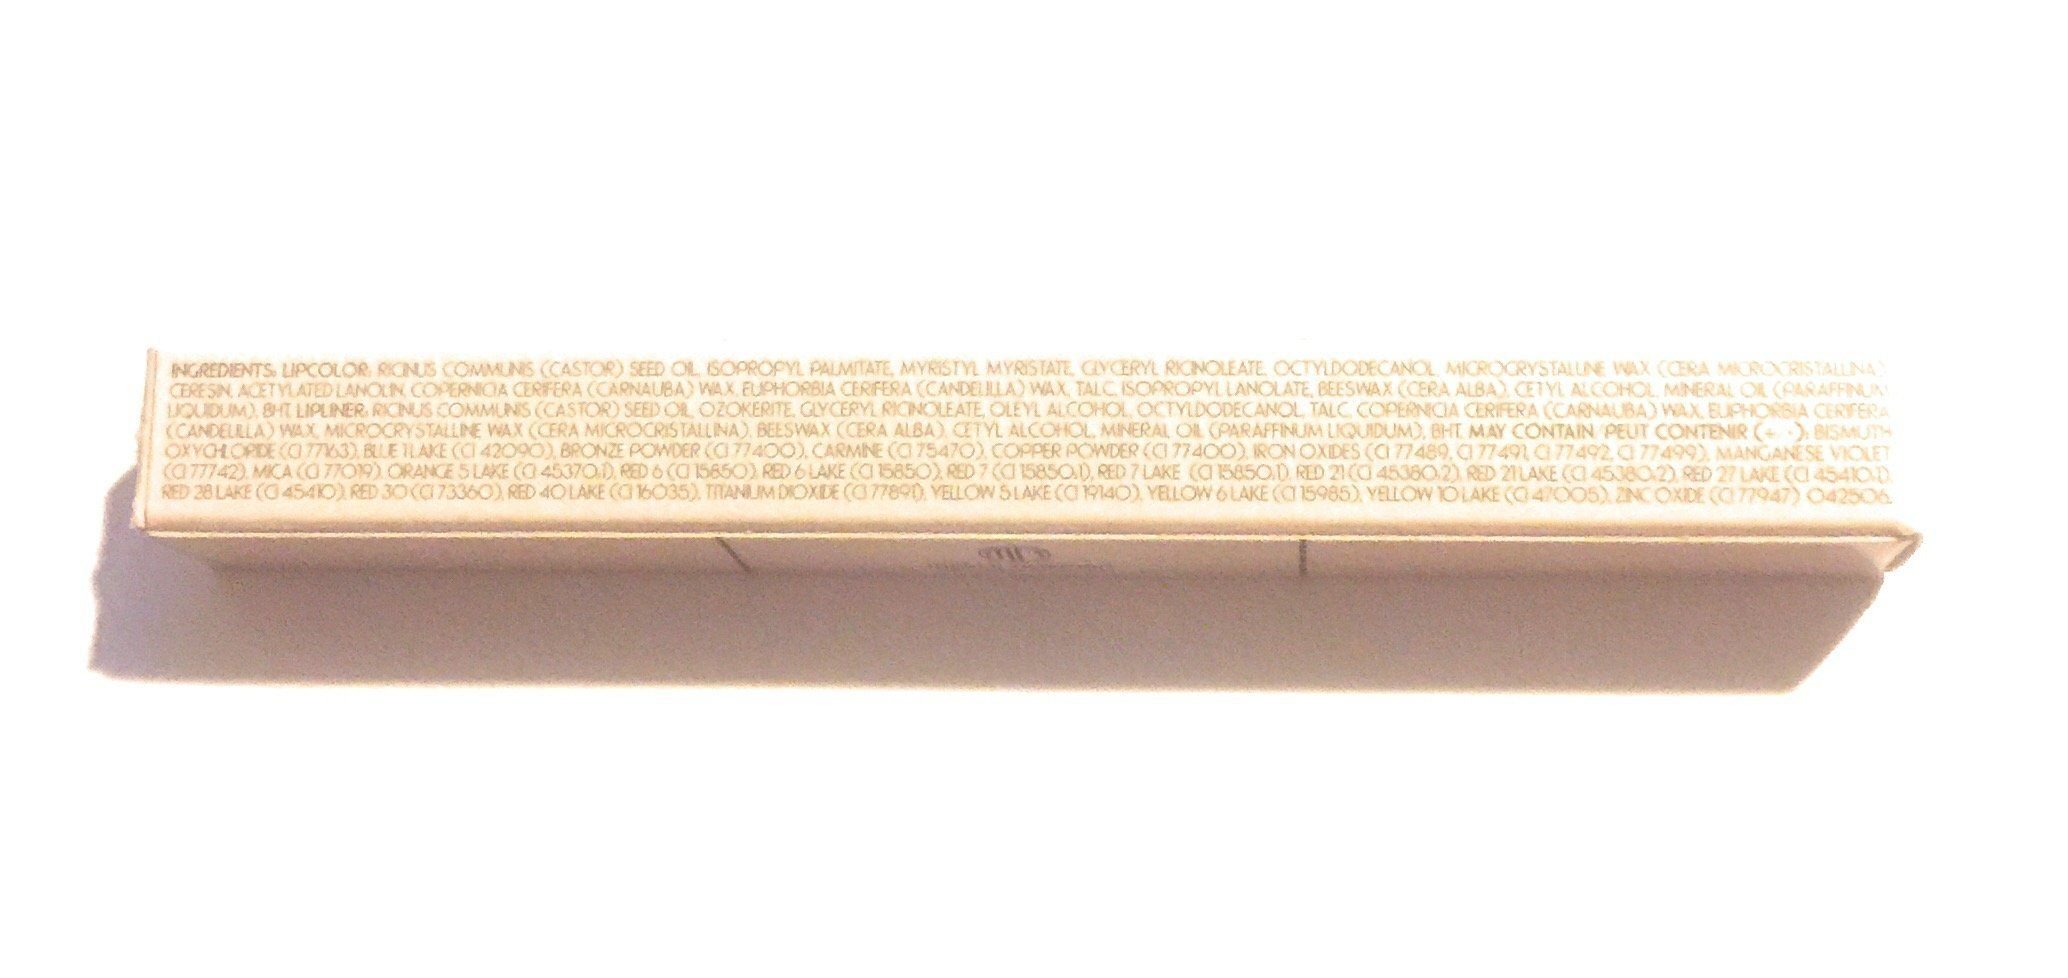 INGREDIENTS: LIPCOLOR: RICINUS COMMUNIS (CASTOR) SEED OIL, ISOPROPYL PALMITATE, MYRISTYL MYRISTATE, GLYCERYL RICINOLEATE, OCTYLDODECANOL, MICROCRYSTALLINE WAX (CERA MICROCRISTALLINA)
CERESIN, ACETYLATED LANOLIN, COPERNICIA CERIFERA (CARNAUBA) WAX, EUPHORBIA CERIFERA (CANDELILLA) WAX, TALC, ISOPROPYL LANOLATE, BEESWAX (CERA ALBA), CETYL ALCOHOL, MINERAL OIL (PARAFFINUM
LIQUIDUM), BHT. LIPLINER: RICINUS COMMUNIS (CASTOR) SEED OIL, OZOKERITE, GLYCERYL RICINOLEATE, OLEYL ALCOHOL, OCTYLDODECANOL, TALC, COPERNICIA CERIFERA (CARNAUBA) WAX, EUPHORBIA CERIFERA
(CANDELILLA) WAX, MICROCRYSTALLINE WAX (CERA MICROCRISTALLINA), BEESWAX (CERA ALBA), CETYL ALCOHOL, MINERAL OIL (PARAFFINUM LIQUIDUM), BHT. MAY CONTAIN/PEUT CONTENIR (+/-): BISMUTH
OXYCHLORIDE (CI 77163), BLUE 1 LAKE (CI 42090), BRONZE POWDER (CI 77400), CARMINE (CI 75470), COPPER POWDER (CI 77400), IRON OXIDES (CI 77489, CI 77491, CI 77492, CI 77499), MANGANESE VIOLET
(CI 77742), MICA (CI 77019), ORANGE 5 LAKE (CI 45370:1), RED 6 (CI 15850), RED 6 LAKE (CI 15850), RED 7 (CI 15850:1), RED 7 LAKE (CI 15850:1), RED 21 (CI 45380:2), RED 21 LAKE (CI 45380:2), RED 27 LAKE (CI 45410:1)
RED 28 LAKE (CI 45410), RED 30 (CI 73360), RED 40 LAKE (CI 16035), TITANIUM DIOXIDE (CI 77891), YELLOW 5 LAKE (CI 19140), YELLOW 6 LAKE (CI 15985), YELLOW 10 LAKE (CI 47005), ZINC OXIDE (CI 77947) 042506.